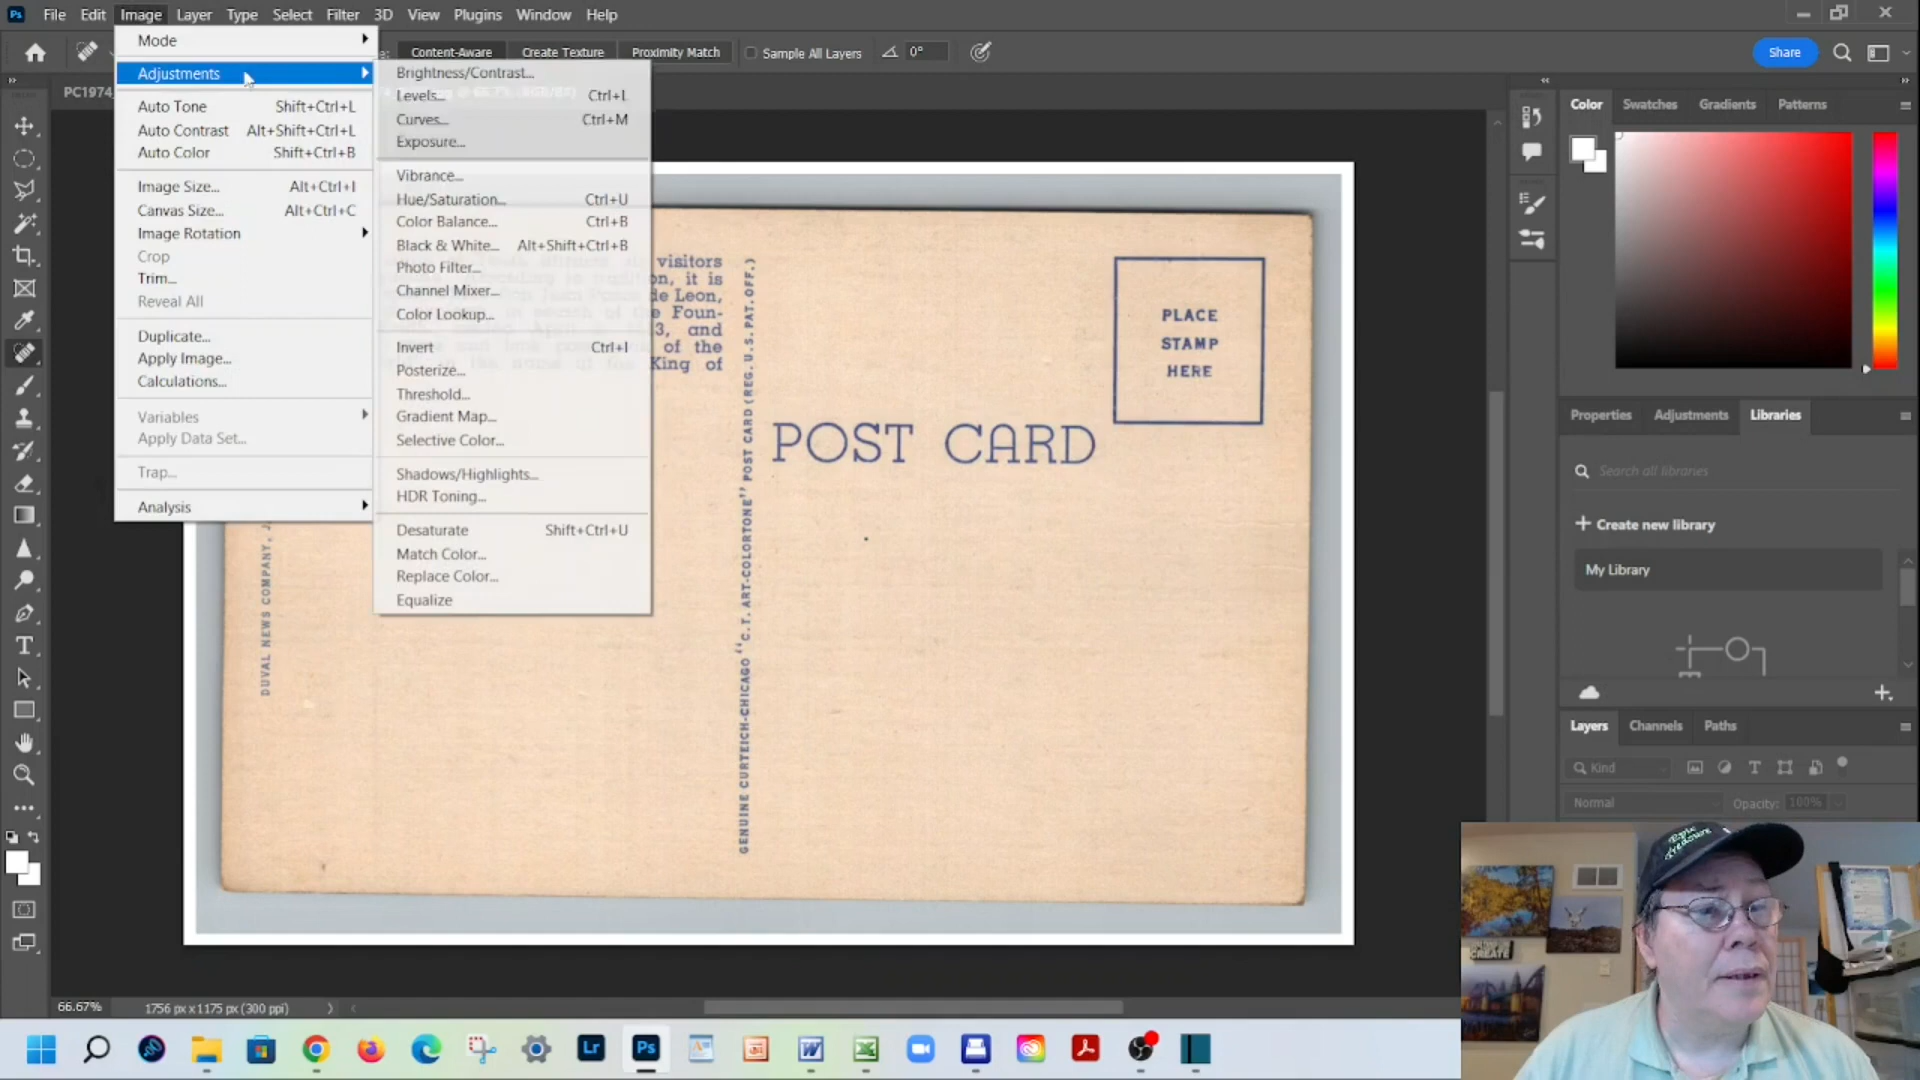 Ps File Edit Image Layer Type Select Filter 3D View Plugins Window Help
Content-Aware Create Texture Proximity Match Sample All Layers 0° Share
PC1974
Mode
Adjustments
Auto Tone Shift+Ctrl+L
Auto Contrast Alt+Shift+Ctrl+L
Auto Color Shift+Ctrl+B
Image Size... Alt+Ctrl+I
Canvas Size... Alt+Ctrl+C
Image Rotation
Crop
Trim...
Reveal All
Duplicate...
Apply Image...
Calculations...
Variables
Apply Data Set...
Trap...
Analysis
Brightness/Contrast...
Levels... Ctrl+L
Curves... Ctrl+M
Exposure...
Vibrance...
Hue/Saturation... Ctrl+U
Color Balance... Ctrl+B
Black & White... Alt+Shift+Ctrl+B
Photo Filter...
Channel Mixer...
Color Lookup...
Invert Ctrl+I
Posterize...
Threshold...
Gradient Map...
Selective Color...
Shadows/Highlights...
HDR Toning...
Desaturate Shift+Ctrl+U
Match Color...
Replace Color...
Equalize
visitors
it is
de Leon,
Foun-
and
of the
King of
DUVAL NEWS COMPANY,
GENUINE CURTEICH-CHICAGO "C.T. ART-COLORTONE" POST CARD (REG. U.S. PAT. OFF.)
PLACE
STAMP
HERE
POST CARD
Color Swatches Gradients Patterns
Properties Adjustments Libraries
Search all libraries
+ Create new library
My Library
Layers Channels Paths
Kind
Normal Opacity: 100%
66.67% 1756 px x 1175 px (300 ppi)
Lr Ps
CREATE